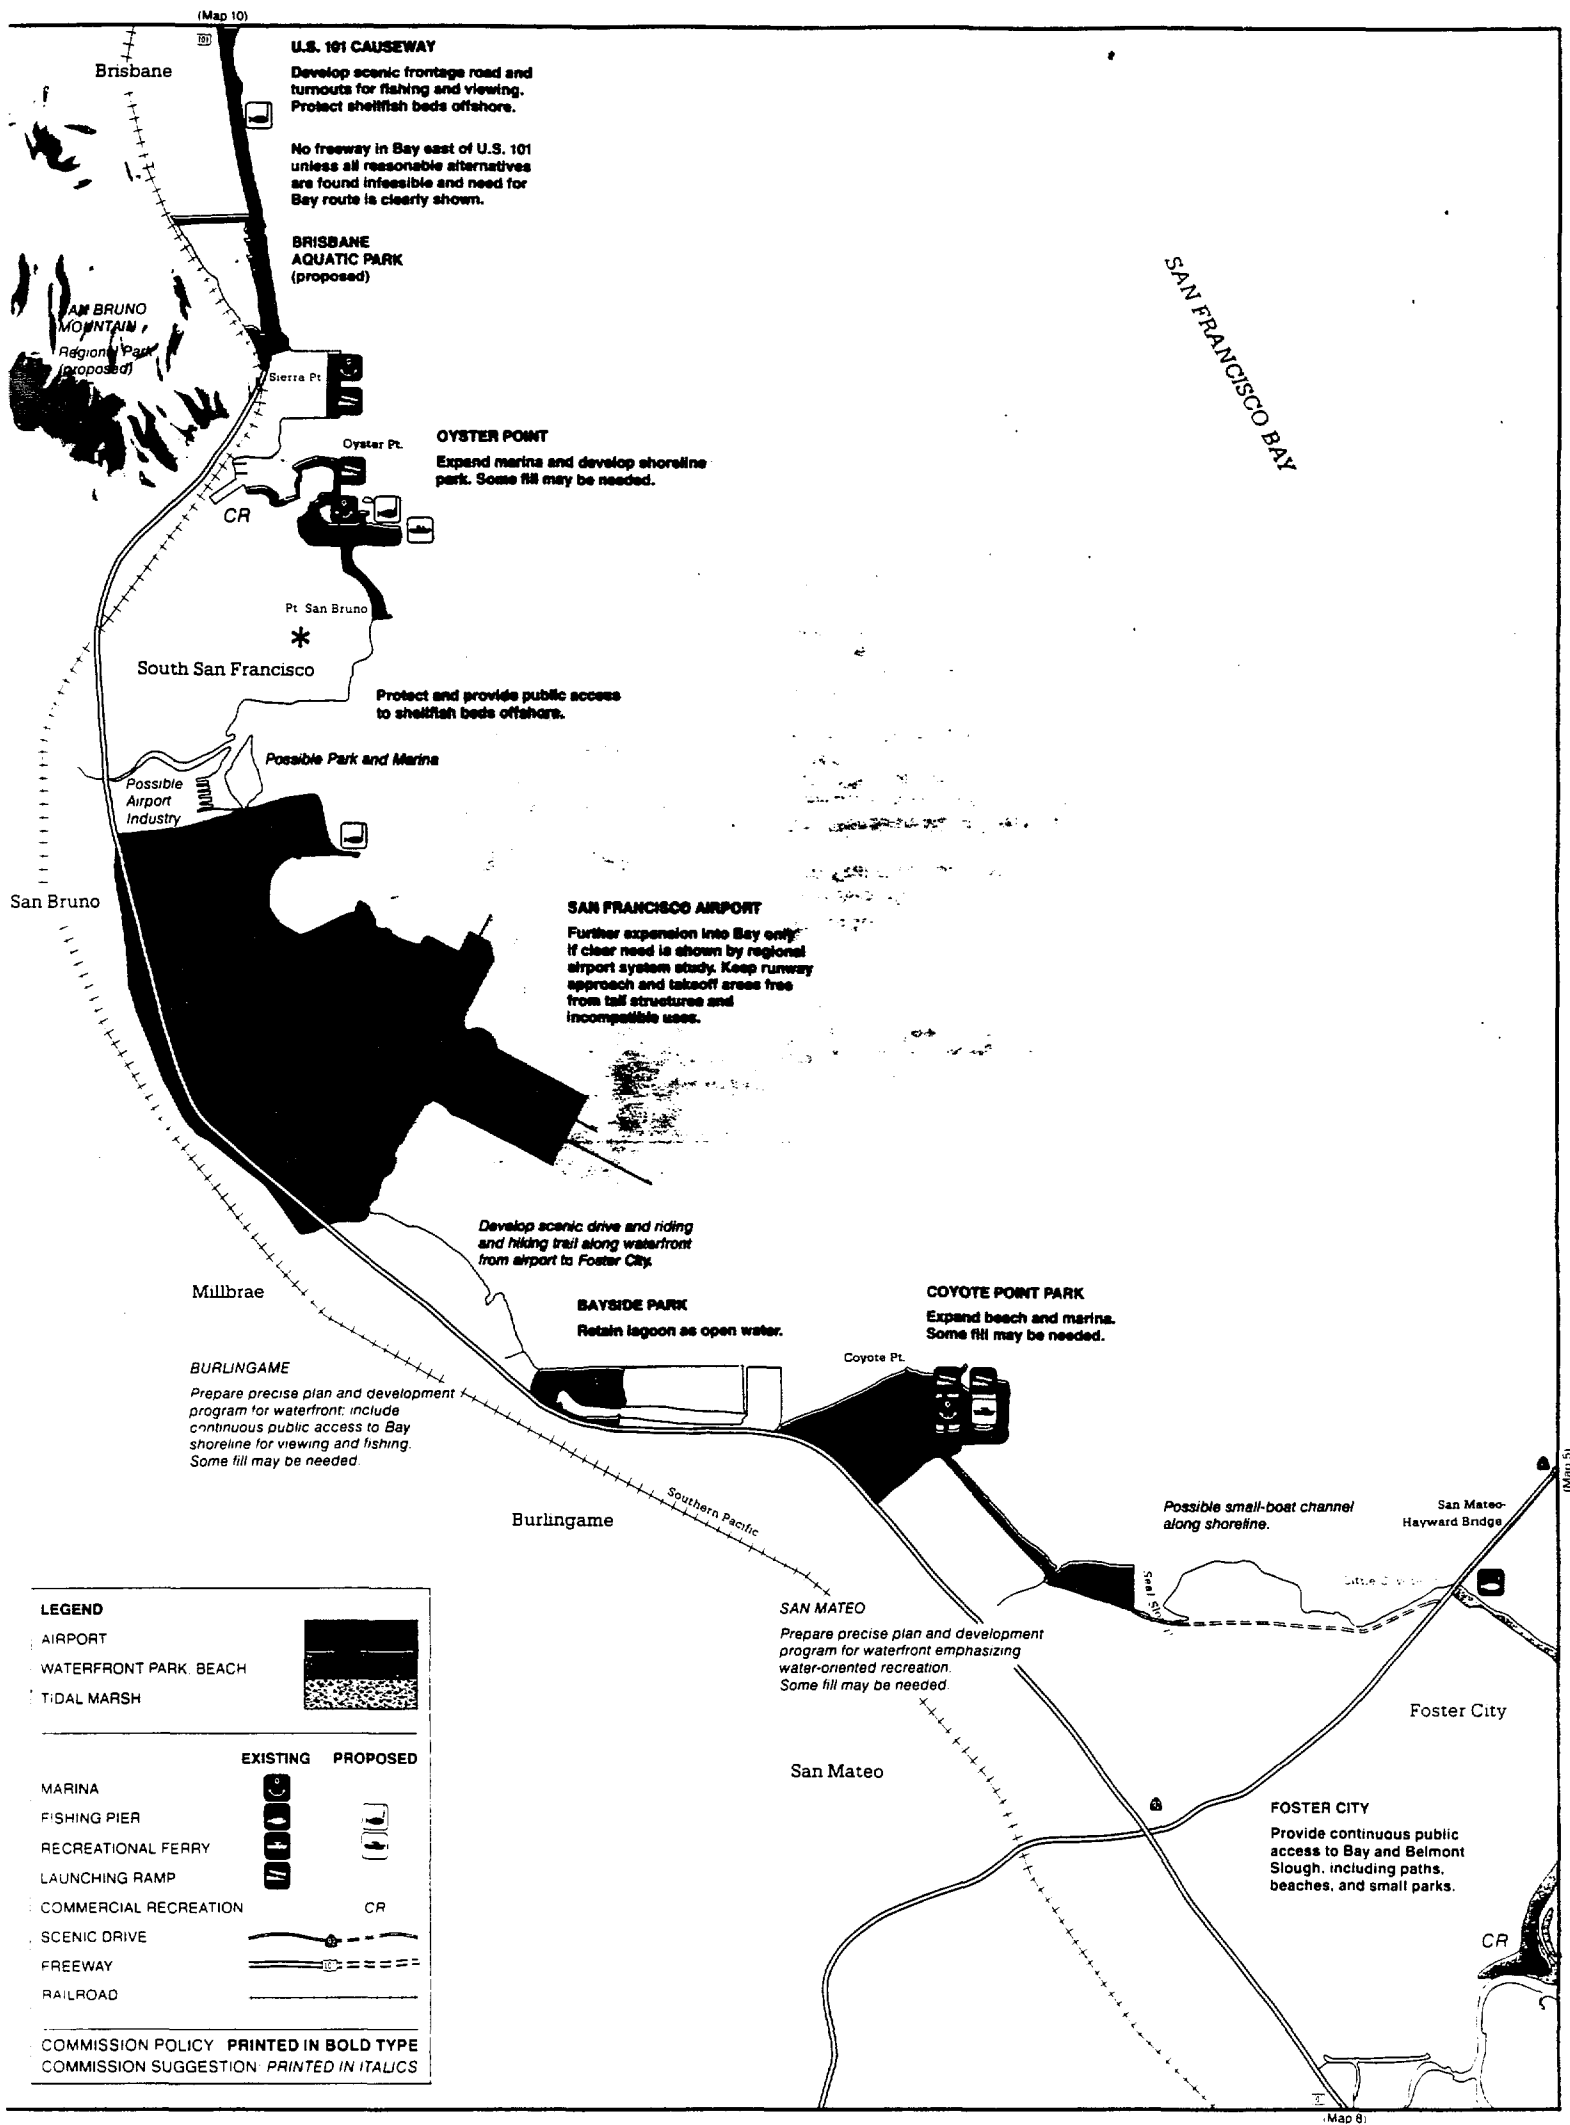 (Map 10)
101
Brisbane
U.S. 101 CAUSEWAY
Develop scenic frontage road and
turnouts for fishing and viewing.
Protect shellfish beds offshore.
No freeway in Bay east of U.S. 101
unless all reasonable alternatives
are found infeasible and need for
Bay route is clearly shown.
BRISBANE
AQUATIC PARK
(proposed)
SAN FRANCISCO BAY
SAN BRUNO
MOUNTAIN
Regional Park
(proposed)
Sierra Pt
Oyster Pt.
OYSTER POINT
Expand marina and develop shoreline
park. Some fill may be needed.
CR
Pt San Bruno
South San Francisco
Protect and provide public access
to shellfish beds offshore.
Possible Park and Marina
Possible
Airport
Industry
San Bruno
SAN FRANCISCO AIRPORT
Further expansion into Bay only
if clear need is shown by regional
airport system study. Keep runway
approach and takeoff areas free
from tall structures and
incompatible uses.
Develop scenic drive and riding
and hiking trail along waterfront
from airport to Foster City.
Millbrae
BAYSIDE PARK
Retain lagoon as open water.
COYOTE POINT PARK
Expand beach and marina.
Some fill may be needed.
Coyote Pt.
BURLINGAME
Prepare precise plan and development
program for waterfront; include
continuous public access to Bay
shoreline for viewing and fishing.
Some fill may be needed.
Southern Pacific
Burlingame
(Map 5)
Possible small-boat channel
along shoreline.
San Mateo-
Hayward Bridge
Seal
SAN MATEO
Prepare precise plan and development
program for waterfront emphasizing
water-oriented recreation.
Some fill may be needed.
Foster City
San Mateo
FOSTER CITY
Provide continuous public
access to Bay and Belmont
Slough, including paths,
beaches, and small parks.
CR
LEGEND
AIRPORT
WATERFRONT PARK, BEACH
TIDAL MARSH
EXISTING PROPOSED
MARINA
FISHING PIER
RECREATIONAL FERRY
LAUNCHING RAMP
COMMERCIAL RECREATION CR
SCENIC DRIVE
FREEWAY
RAILROAD
COMMISSION POLICY PRINTED IN BOLD TYPE
COMMISSION SUGGESTION PRINTED IN ITALICS
(Map 8)